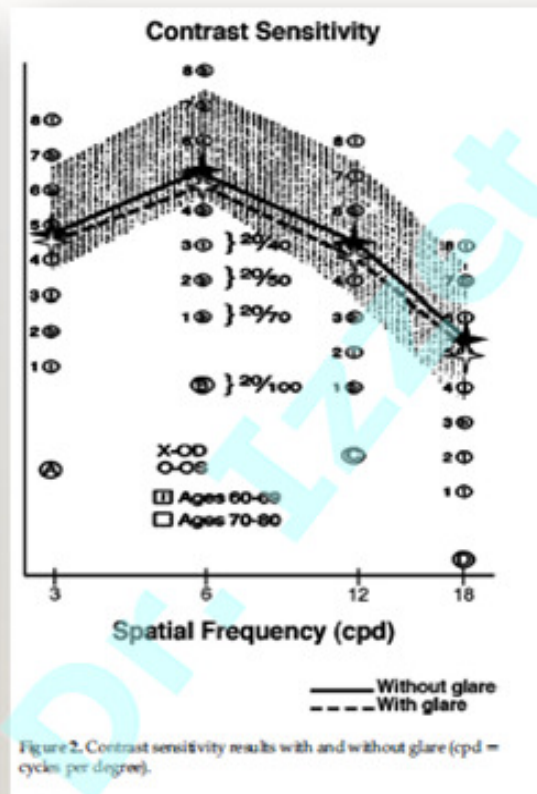 Contrast Sensitivity
8
7
6
5
4
3
2
1
A
8
7
6
4
3 } 20/40
2 } 20/50
1 } 20/70
B } 20/100
8
7
6
4
3
2
1
C
8
7
6
5
4
3
2
1
D
X-OD
O-OS
Ages 60-69
Ages 70-80
3 6 12 18
Spatial Frequency (cpd)
Without glare
With glare
Figure 2. Contrast sensitivity results with and without glare (cpd =
cycles per degree).
Dr. Izzet